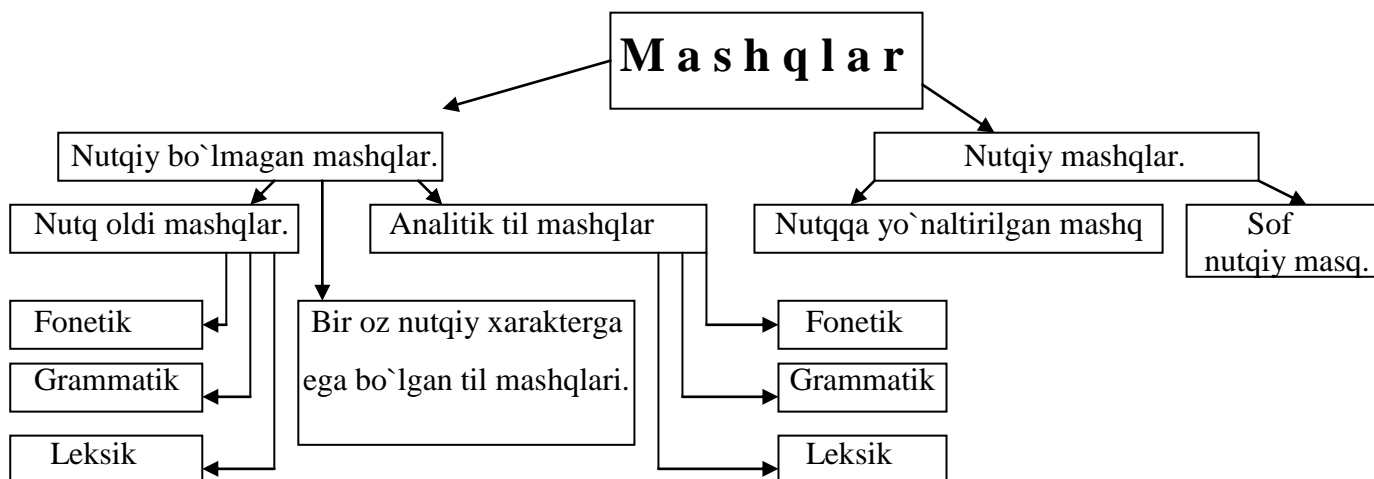 M a s h q l a r
Nutqiy bo`lmagan mashqlar.
Nutqiy mashqlar.
Nutq oldi mashqlar.
Analitik til mashqlar
Nutqqa yo`naltirilgan mashq
Sof
nutqiy masq.
Fonetik
Bir oz nutqiy xarakterga
ega bo`lgan til mashqlari.
Fonetik
Grammatik
Grammatik
Leksik
Leksik